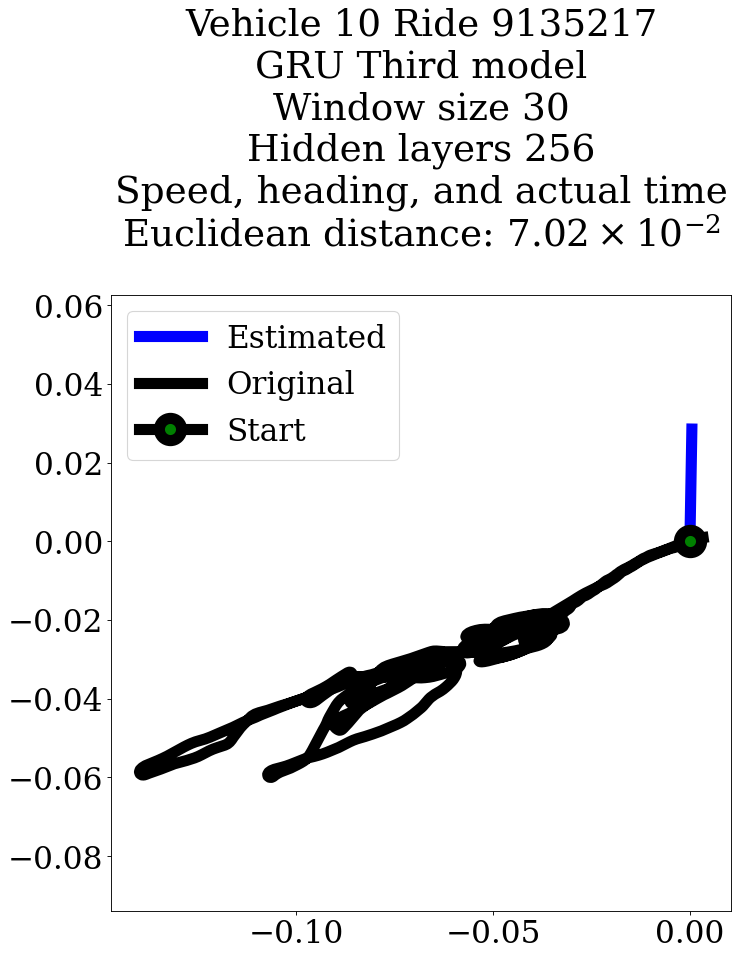 Vehicle 10 Ride 9135217
GRU Third model
Window size 30
Hidden layers 256
Speed, heading, and actual time
Euclidean distance: 7.02 × 10⁻²
0.06
Estimated
0.04
Original
Start
0.02
0.00
−0.02
−0.04
−0.06
−0.08
−0.10 −0.05 0.00